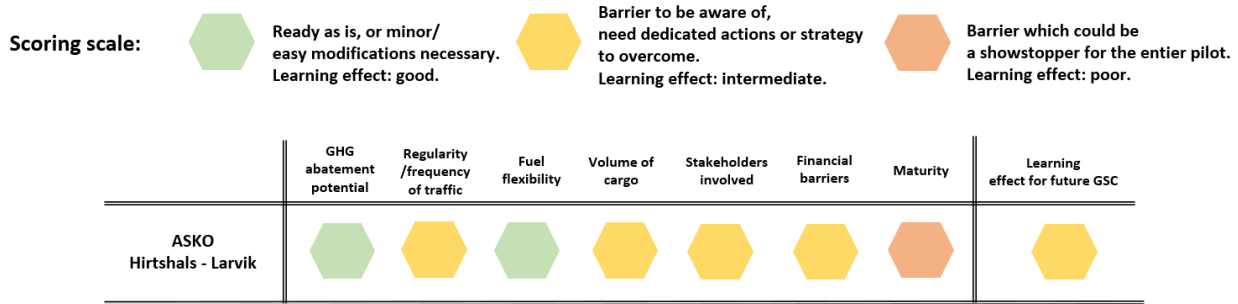 Scoring scale:
Ready as is, or minor/
easy modifications necessary.
Learning effect: good.
Barrier to be aware of,
need dedicated actions or strategy
to overcome.
Learning effect: intermediate.
Barrier which could be
a showstopper for the entier pilot.
Learning effect: poor.
GHG
abatement
potential
Regularity
/frequency
of traffic
Fuel
flexibility
Volume of
cargo
Stakeholders
involved
Financial
barriers
Maturity
Learning
effect for future GSC
ASKO
Hirtshals - Larvik